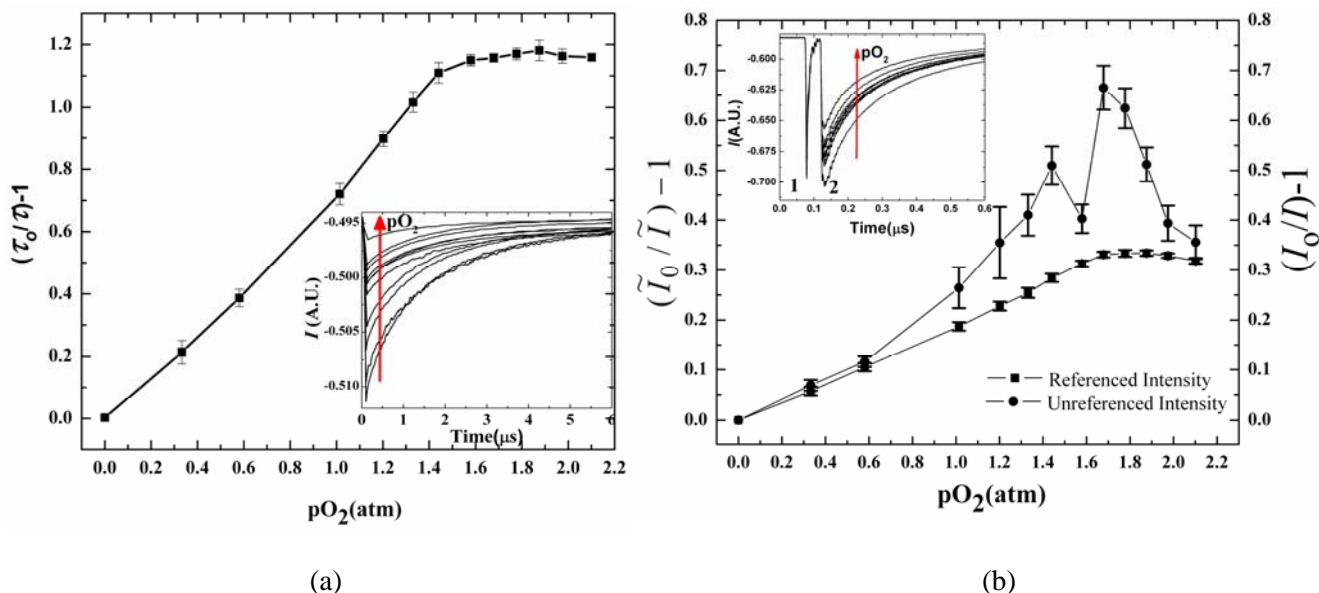 1.2
1.0
0.8
0.6
0.4
0.2
0.0
(τo/τ)-1
0.0 0.2 0.4 0.6 0.8 1.0 1.2 1.4 1.6 1.8 2.0 2.2
pO2(atm)
-0.495
-0.500
-0.505
-0.510
I (A.U.)
pO2
0 1 2 3 4 5 6
Time(μs)
(a)
0.8
0.7
0.6
0.5
0.4
0.3
0.2
0.1
0.0
(Ĩ0/Ĩ) − 1
-0.600
-0.625
-0.650
-0.675
-0.700
I(A.U.)
pO2
1 2
0.0 0.1 0.2 0.3 0.4 0.5 0.6
Time(μs)
Referenced Intensity
Unreferenced Intensity
0.8
0.7
0.6
0.5
0.4
0.3
0.2
0.1
0.0
(Io/I)-1
0.0 0.2 0.4 0.6 0.8 1.0 1.2 1.4 1.6 1.8 2.0 2.2
pO2(atm)
(b)